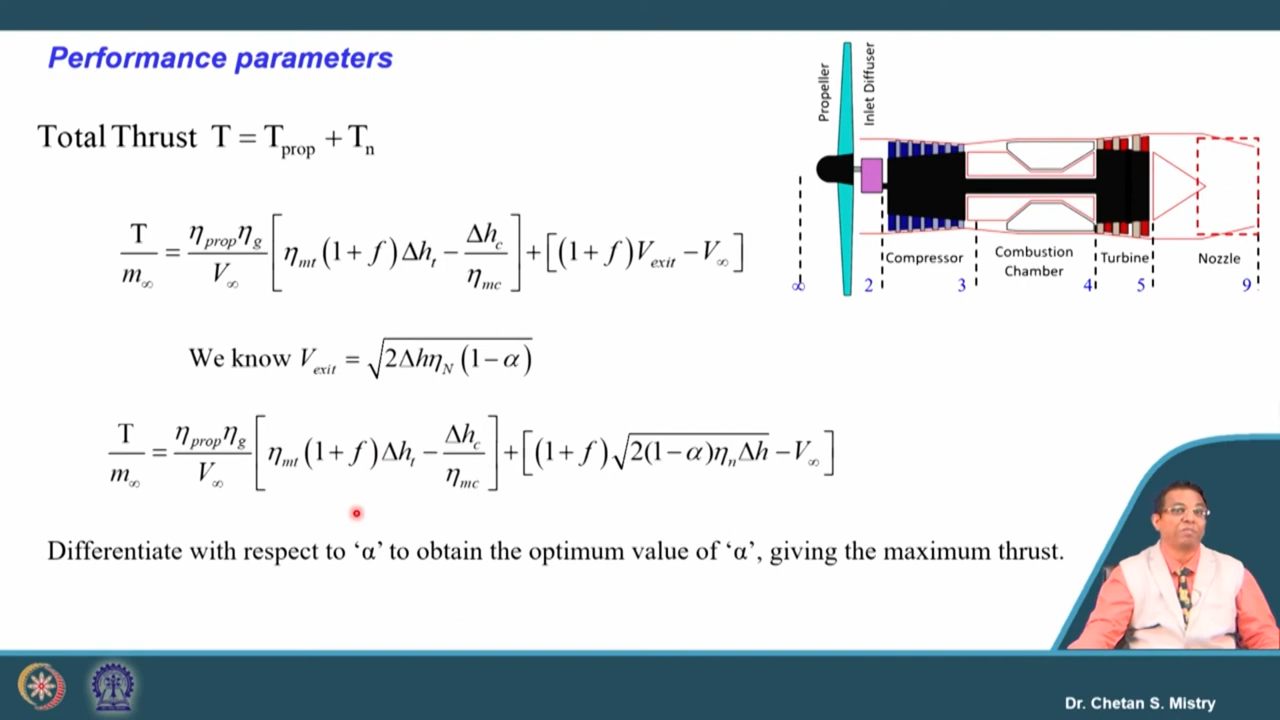 Performance parameters
Total Thrust T = T_prop + T_n
T/m_∞ = η_prop η_g / V_∞ [ η_mt (1 + f) Δh_t − Δh_c / η_mc ] + [ (1 + f) V_exit − V_∞ ]
We know V_exit = √(2Δhη_N (1 − α))
T/m_∞ = η_prop η_g / V_∞ [ η_mt (1 + f) Δh_t − Δh_c / η_mc ] + [ (1 + f) √(2(1 − α)η_n Δh) − V_∞ ]
Differentiate with respect to ‘α’ to obtain the optimum value of ‘α’, giving the maximum thrust.
Propeller
Inlet Diffuser
Compressor
Combustion
Chamber
Turbine
Nozzle
∞ 2 3 4 5 9
Dr. Chetan S. Mistry